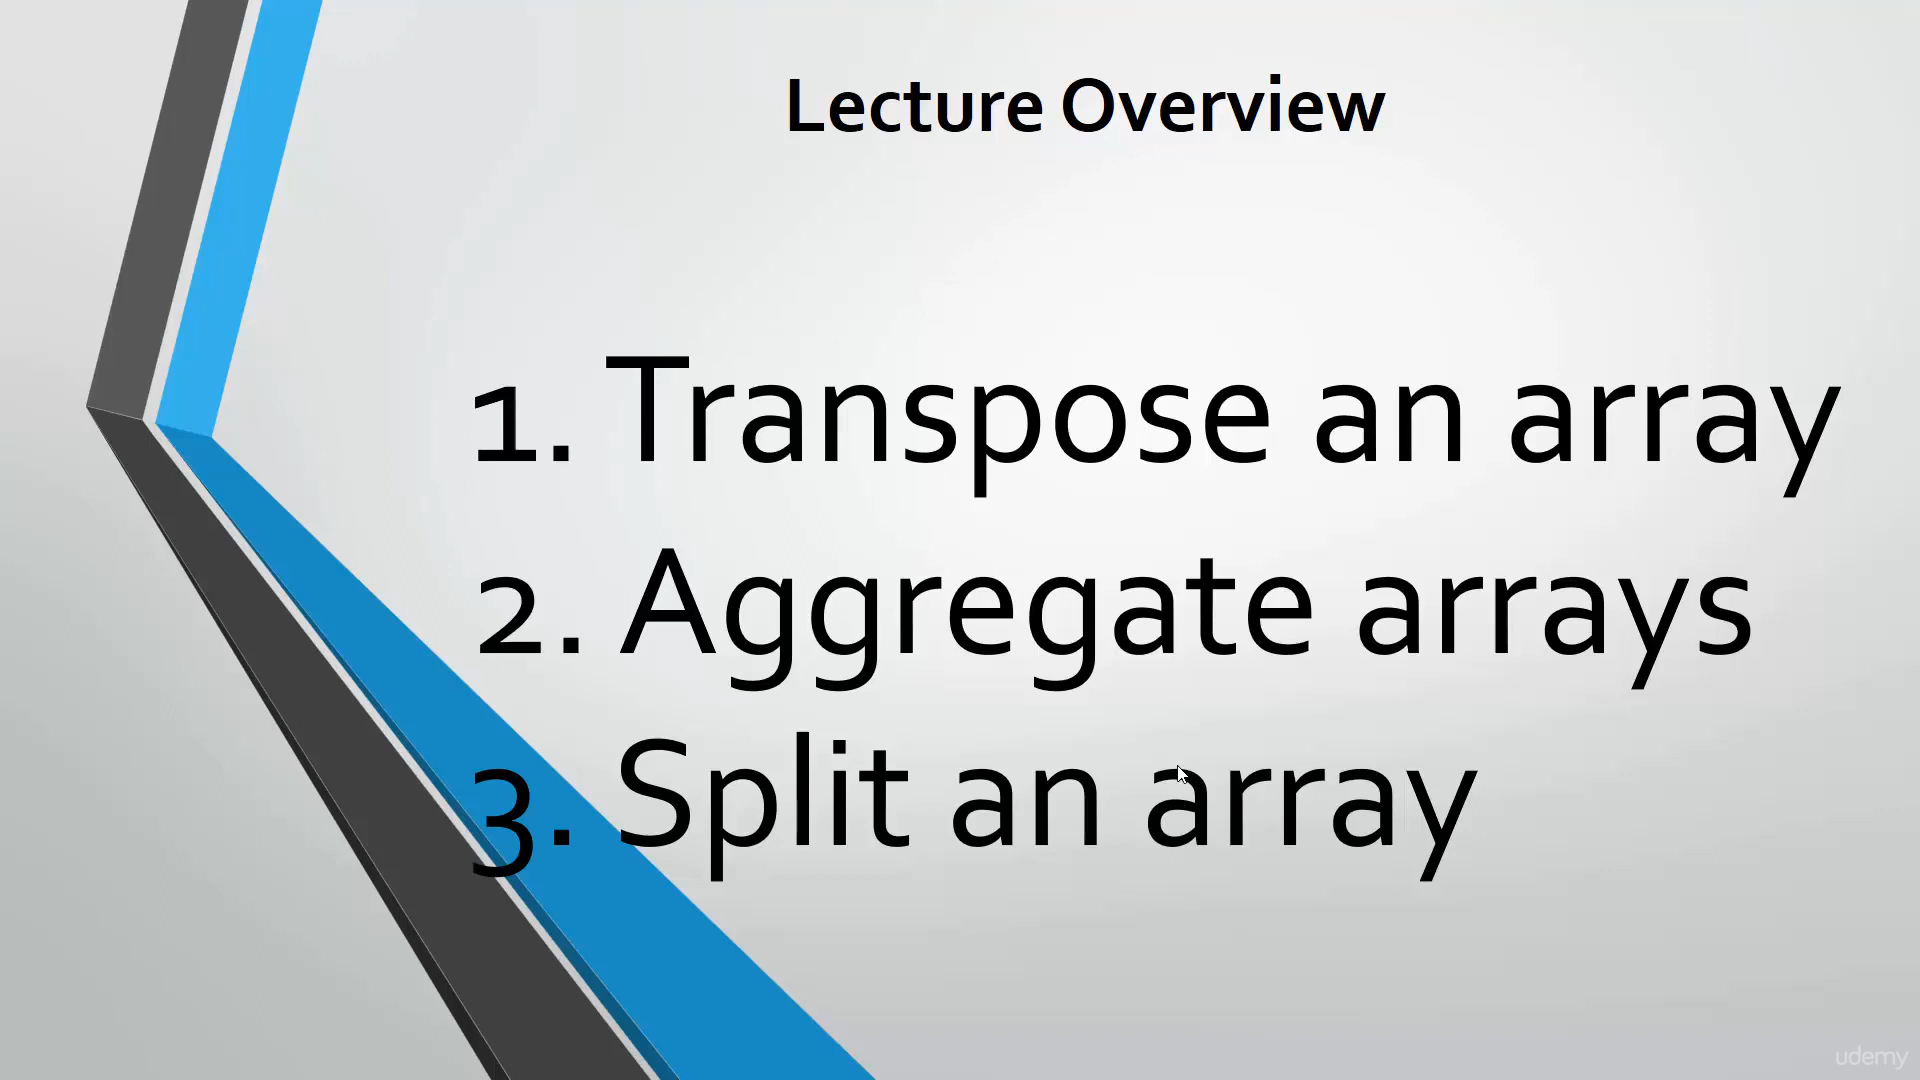 Lecture Overview
1. Transpose an array
2. Aggregate arrays
3. Split an array
udemy